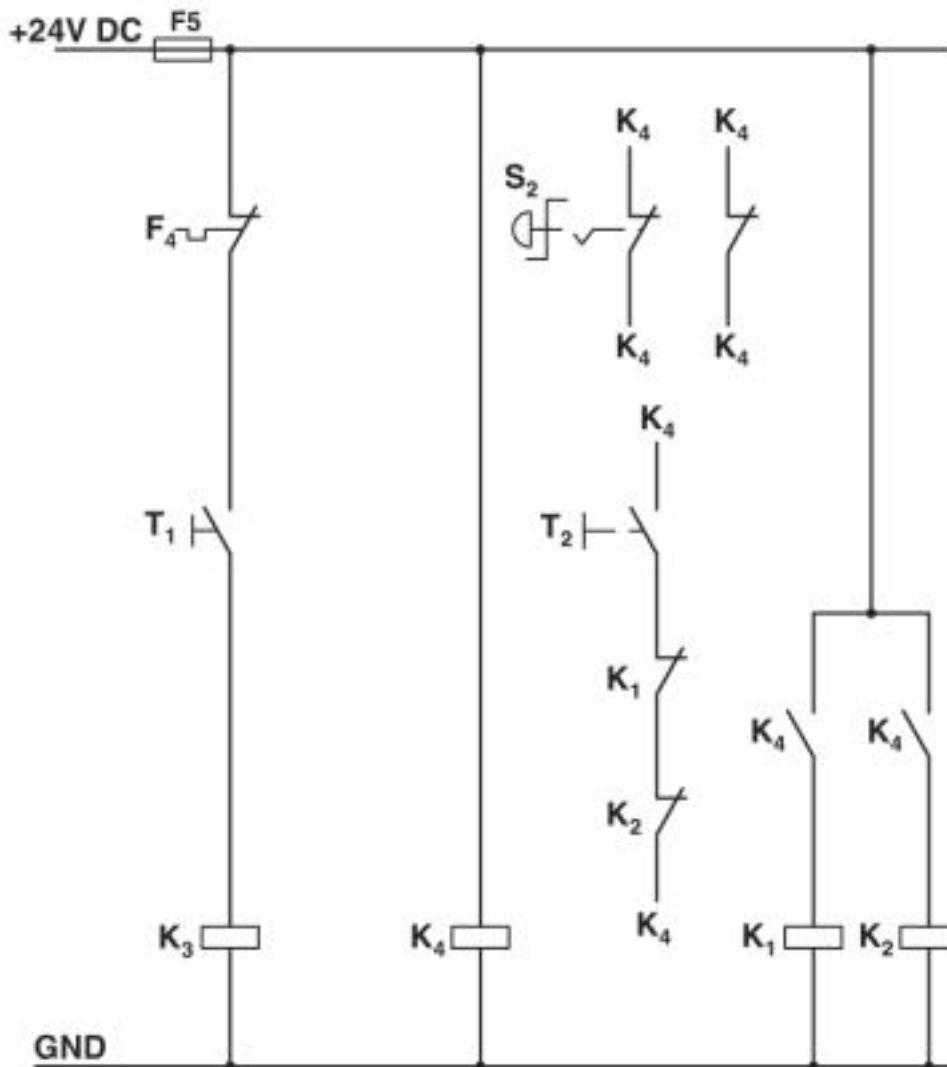 +24V DC
F5
K₄ K₄
S₂
F₄
K₄ K₄
K₄
T₁
T₂
K₁
K₄ K₄
K₂
K₃ K₄ K₄ K₁ K₂
GND